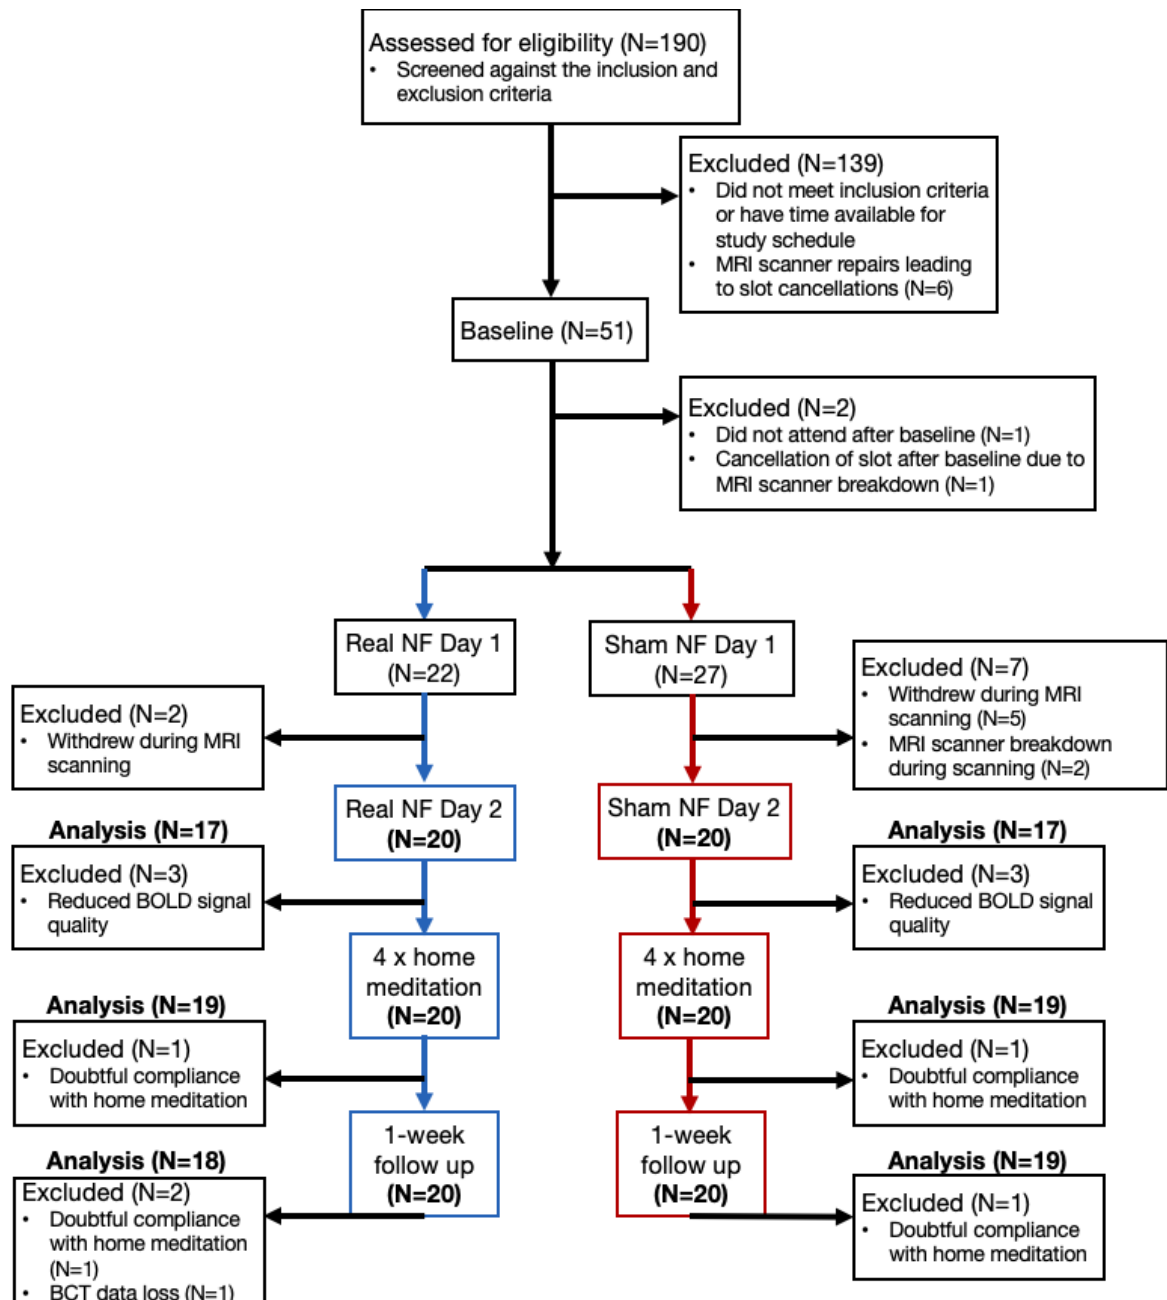 Assessed for eligibility (N=190)
• Screened against the inclusion and
exclusion criteria
Excluded (N=139)
• Did not meet inclusion criteria
or have time available for
study schedule
• MRI scanner repairs leading
to slot cancellations (N=6)
Baseline (N=51)
Excluded (N=2)
• Did not attend after baseline (N=1)
• Cancellation of slot after baseline due to
MRI scanner breakdown (N=1)
Real NF Day 1
(N=22)
Sham NF Day 1
(N=27)
Excluded (N=2)
• Withdrew during MRI
scanning
Excluded (N=7)
• Withdrew during MRI
scanning (N=5)
• MRI scanner breakdown
during scanning (N=2)
Real NF Day 2
(N=20)
Sham NF Day 2
(N=20)
Analysis (N=17)
Excluded (N=3)
• Reduced BOLD signal
quality
Analysis (N=17)
Excluded (N=3)
• Reduced BOLD signal
quality
4 x home
meditation
(N=20)
4 x home
meditation
(N=20)
Analysis (N=19)
Excluded (N=1)
• Doubtful compliance
with home meditation
Analysis (N=19)
Excluded (N=1)
• Doubtful compliance
with home meditation
1-week
follow up
(N=20)
1-week
follow up
(N=20)
Analysis (N=18)
Excluded (N=2)
• Doubtful compliance
with home meditation
(N=1)
• BCT data loss (N=1)
Analysis (N=19)
Excluded (N=1)
• Doubtful compliance
with home meditation